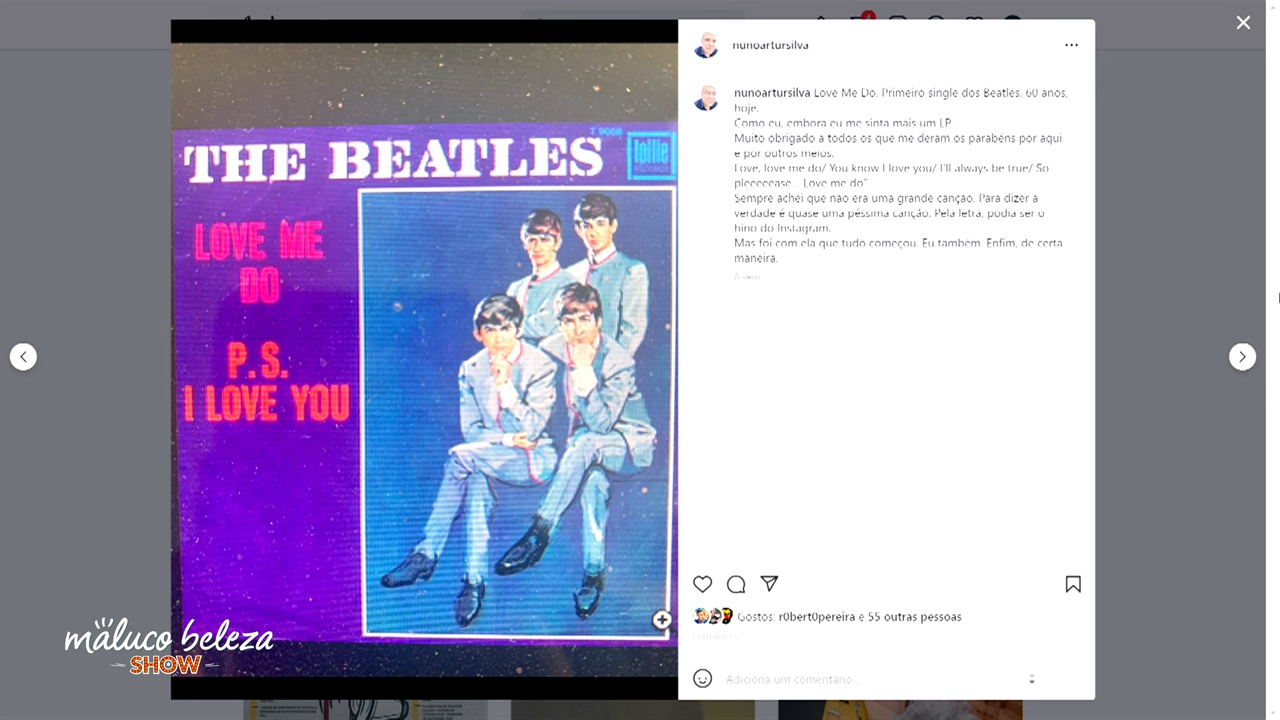 nunoartursilva
nunoartursilva Love Me Do. Primeiro single dos Beatles. 60 anos,
hoje.
Como eu, embora eu me sinta mais um LP
Muito obrigado a todos os que me deram os parabéns por aqui
e por outros meios.
Love, love me do/ You know I love you/ I'll always be true/ So
pleeeease... Love me do"
Sempre achei que não era uma grande canção. Para dizer a
verdade é quase uma péssima canção. Pela letra, podia ser o
hino do Instagram.
Mas foi com ela que tudo começou. Eu também. Enfim, de certa
maneira.
T 9008
THE BEATLES
tollie
RECORDS
LOVE ME
DO
P.S.
I LOVE YOU
Gostos: r0bert0pereira e 55 outras pessoas
Adiciona um comentário...
maluco beleza
SHOW